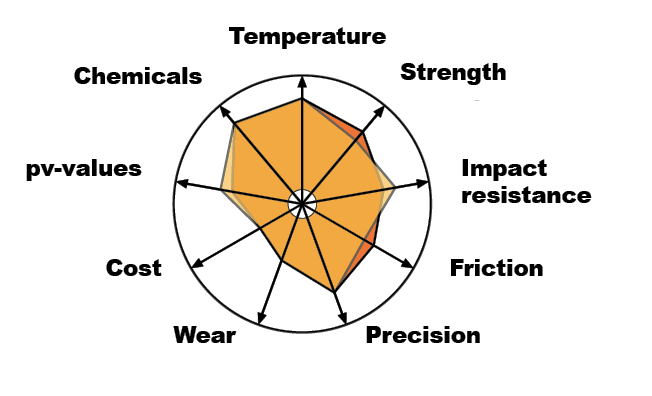 Temperature
Strength
Chemicals
Impact
resistance
pv-values
Friction
Cost
Precision
Wear